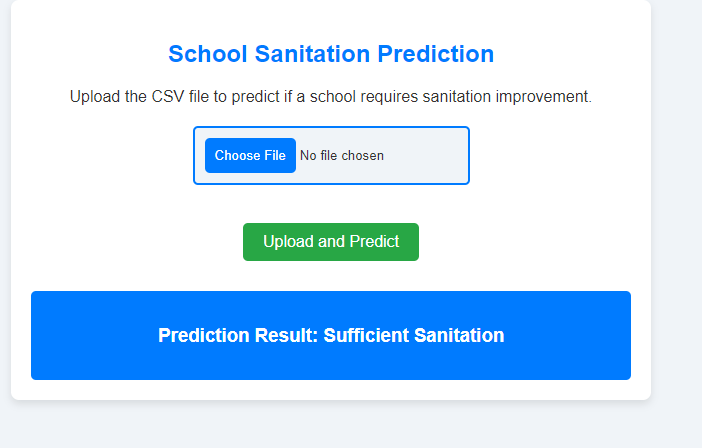 School Sanitation Prediction
Upload the CSV file to predict if a school requires sanitation improvement.
Choose File No file chosen
Upload and Predict
Prediction Result: Sufficient Sanitation